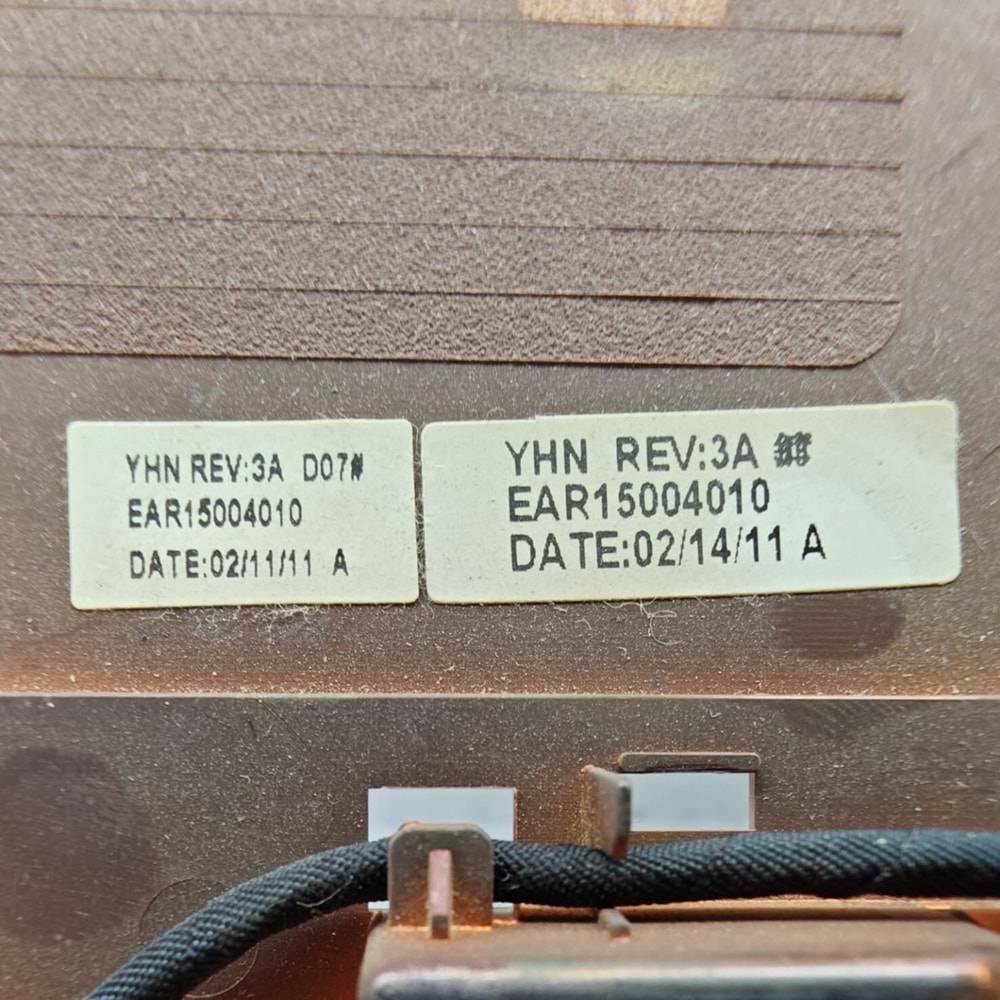 YHN REV:3A D07#
EAR15004010
DATE:02/11/11 A
YHN REV:3A
EAR15004010
DATE:02/14/11 A